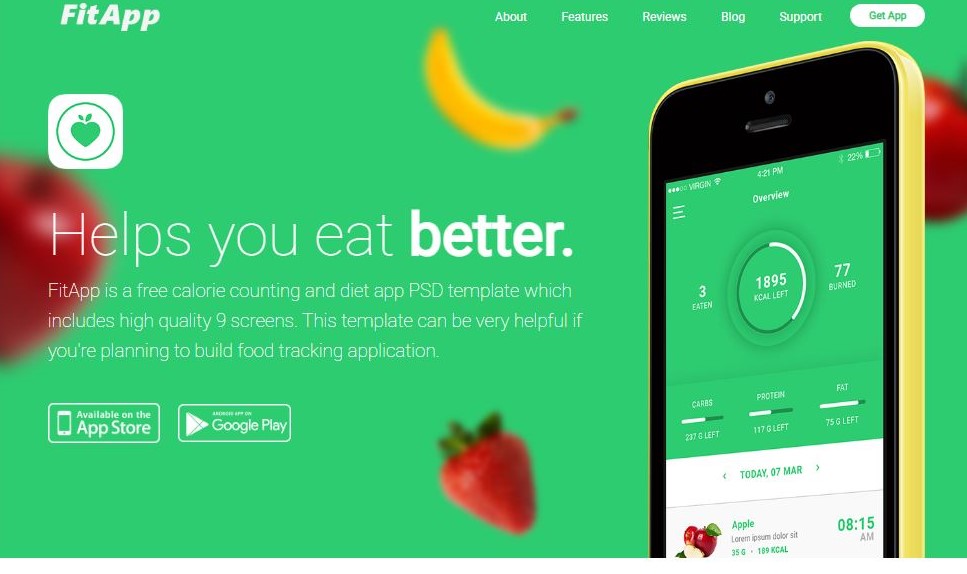 FitApp
About Features Reviews Blog Support Get App
Helps you eat better.
FitApp is a free calorie counting and diet app PSD template which
includes high quality 9 screens. This template can be very helpful if
you're planning to build food tracking application.
Available on the
App Store
ANDROID APP ON
Google Play
VIRGIN 4:21 PM 22%
Overview
3
EATEN
1895
KCAL LEFT
77
BURNED
CARBS PROTEIN FAT
237 G LEFT 117 G LEFT 75 G LEFT
‹ TODAY, 07 MAR ›
Apple
Lorem ipsum dolor sit
35 G · 189 KCAL
08:15
AM